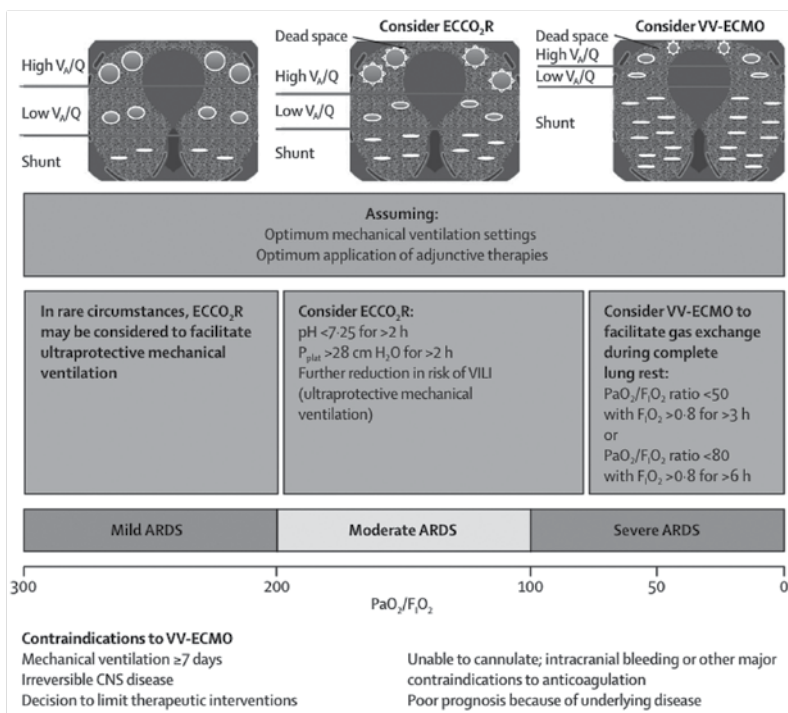 Consider ECCO₂R
Consider VV-ECMO
High Vₐ/Q
Low Vₐ/Q
Shunt
Dead space
High Vₐ/Q
Low Vₐ/Q
Shunt
Dead space
High Vₐ/Q
Low Vₐ/Q
Shunt
Assuming:
Optimum mechanical ventilation settings
Optimum application of adjunctive therapies
In rare circumstances, ECCO₂R
may be considered to facilitate
ultraprotective mechanical
ventilation
Consider ECCO₂R:
pH <7·25 for >2 h
Pₚₗₐₜ >28 cm H₂O for >2 h
Further reduction in risk of VILI
(ultraprotective mechanical
ventilation)
Consider VV-ECMO to
facilitate gas exchange
during complete
lung rest:
PaO₂/FᵢO₂ ratio <50
with FᵢO₂ >0·8 for >3 h
or
PaO₂/FᵢO₂ ratio <80
with FᵢO₂ >0·8 for >6 h
Mild ARDS
Moderate ARDS
Severe ARDS
300
200
100
50
0
PaO₂/FᵢO₂
Contraindications to VV-ECMO
Mechanical ventilation ≥7 days
Irreversible CNS disease
Decision to limit therapeutic interventions
Unable to cannulate; intracranial bleeding or other major
contraindications to anticoagulation
Poor prognosis because of underlying disease